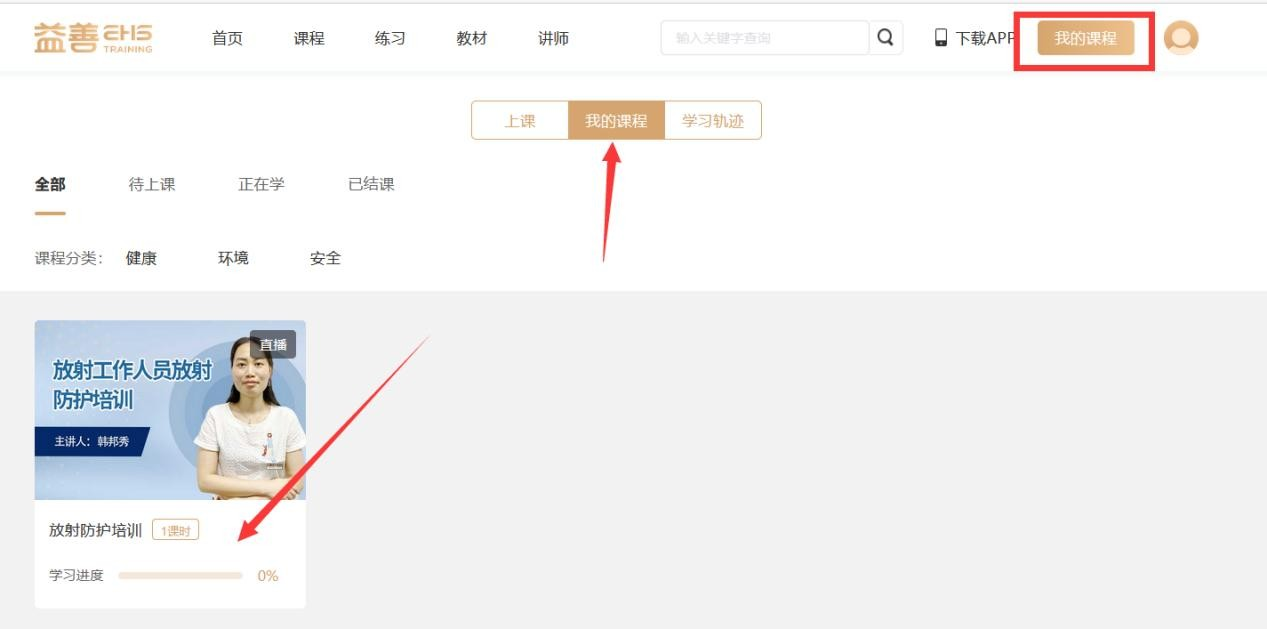 益善 EHS TRAINING
首页 课程 练习 教材 讲师 输入关键字查询 下载APP 我的课程
上课 我的课程 学习轨迹
全部 待上课 正在学 已结课
课程分类： 健康 环境 安全
直播
放射工作人员放射
防护培训
主讲人：韩邦秀
放射防护培训 1课时
学习进度 0%